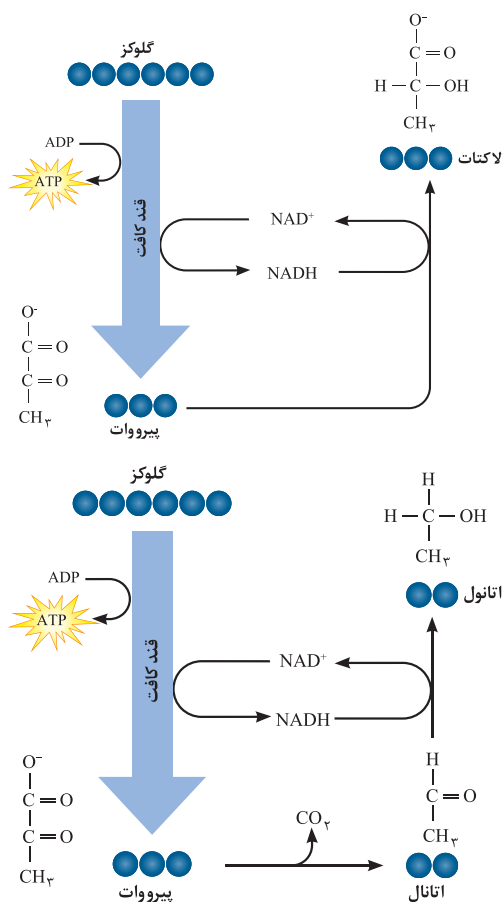 گلوکز
O⁻
C = O
H — C — OH
CH۳
لاکتات
ADP
ATP
قند کافت
NAD⁺
NADH
O⁻
C = O
C = O
CH۳
پیرووات
گلوکز
H
H — C — OH
CH۳
اتانول
ADP
ATP
قند کافت
NAD⁺
NADH
O⁻
C = O
C = O
CH۳
H
C = O
CH۳
CO۲
پیرووات
اتانال